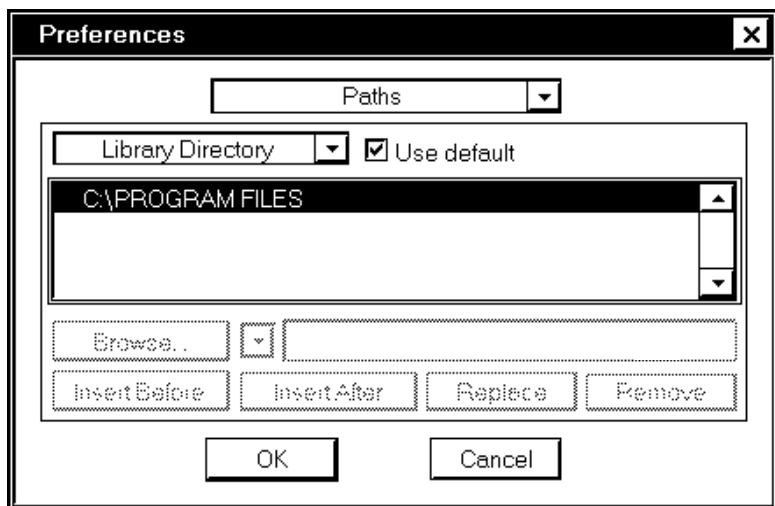 Preferences
Paths
Library Directory Use default
C:\PROGRAM FILES
Browse...
Insert Before Insert After Replace Remove
OK Cancel